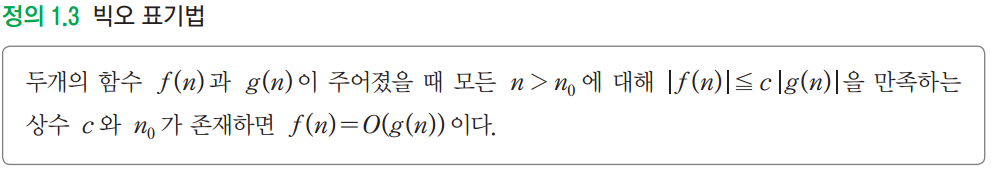 정의 1.3 빅오 표기법
두개의 함수 f(n)과 g(n)이 주어졌을 때 모든 n > n₀에 대해 |f(n)| ≦ c|g(n)|을 만족하는
상수 c와 n₀가 존재하면 f(n)=O(g(n))이다.